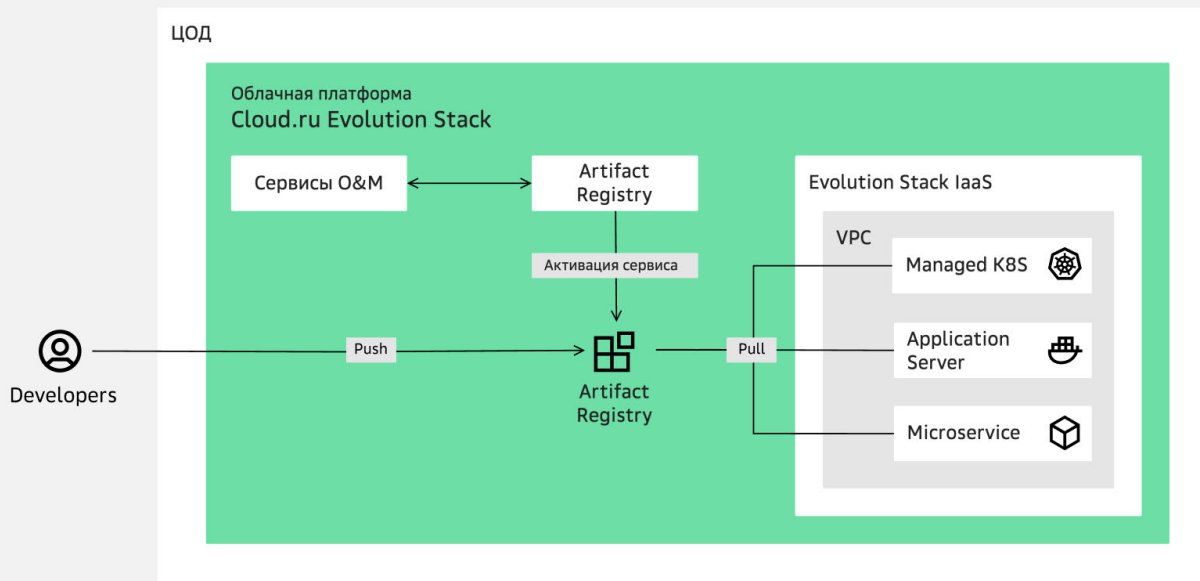 ЦОД
Облачная платформа
Cloud.ru Evolution Stack
Сервисы O&M
Artifact
Registry
Активация сервиса
Developers
Push
Artifact
Registry
Pull
Evolution Stack IaaS
VPC
Managed K8S
Application
Server
Microservice